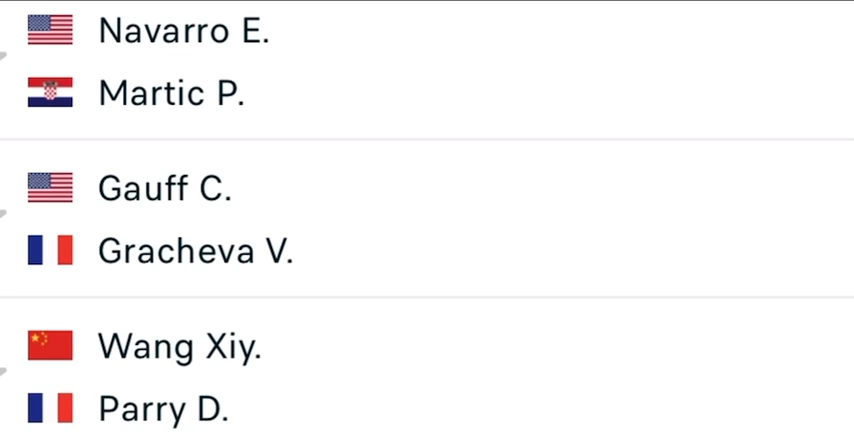 Navarro E.
Martic P.
Gauff C.
Gracheva V.
Wang Xiy.
Parry D.